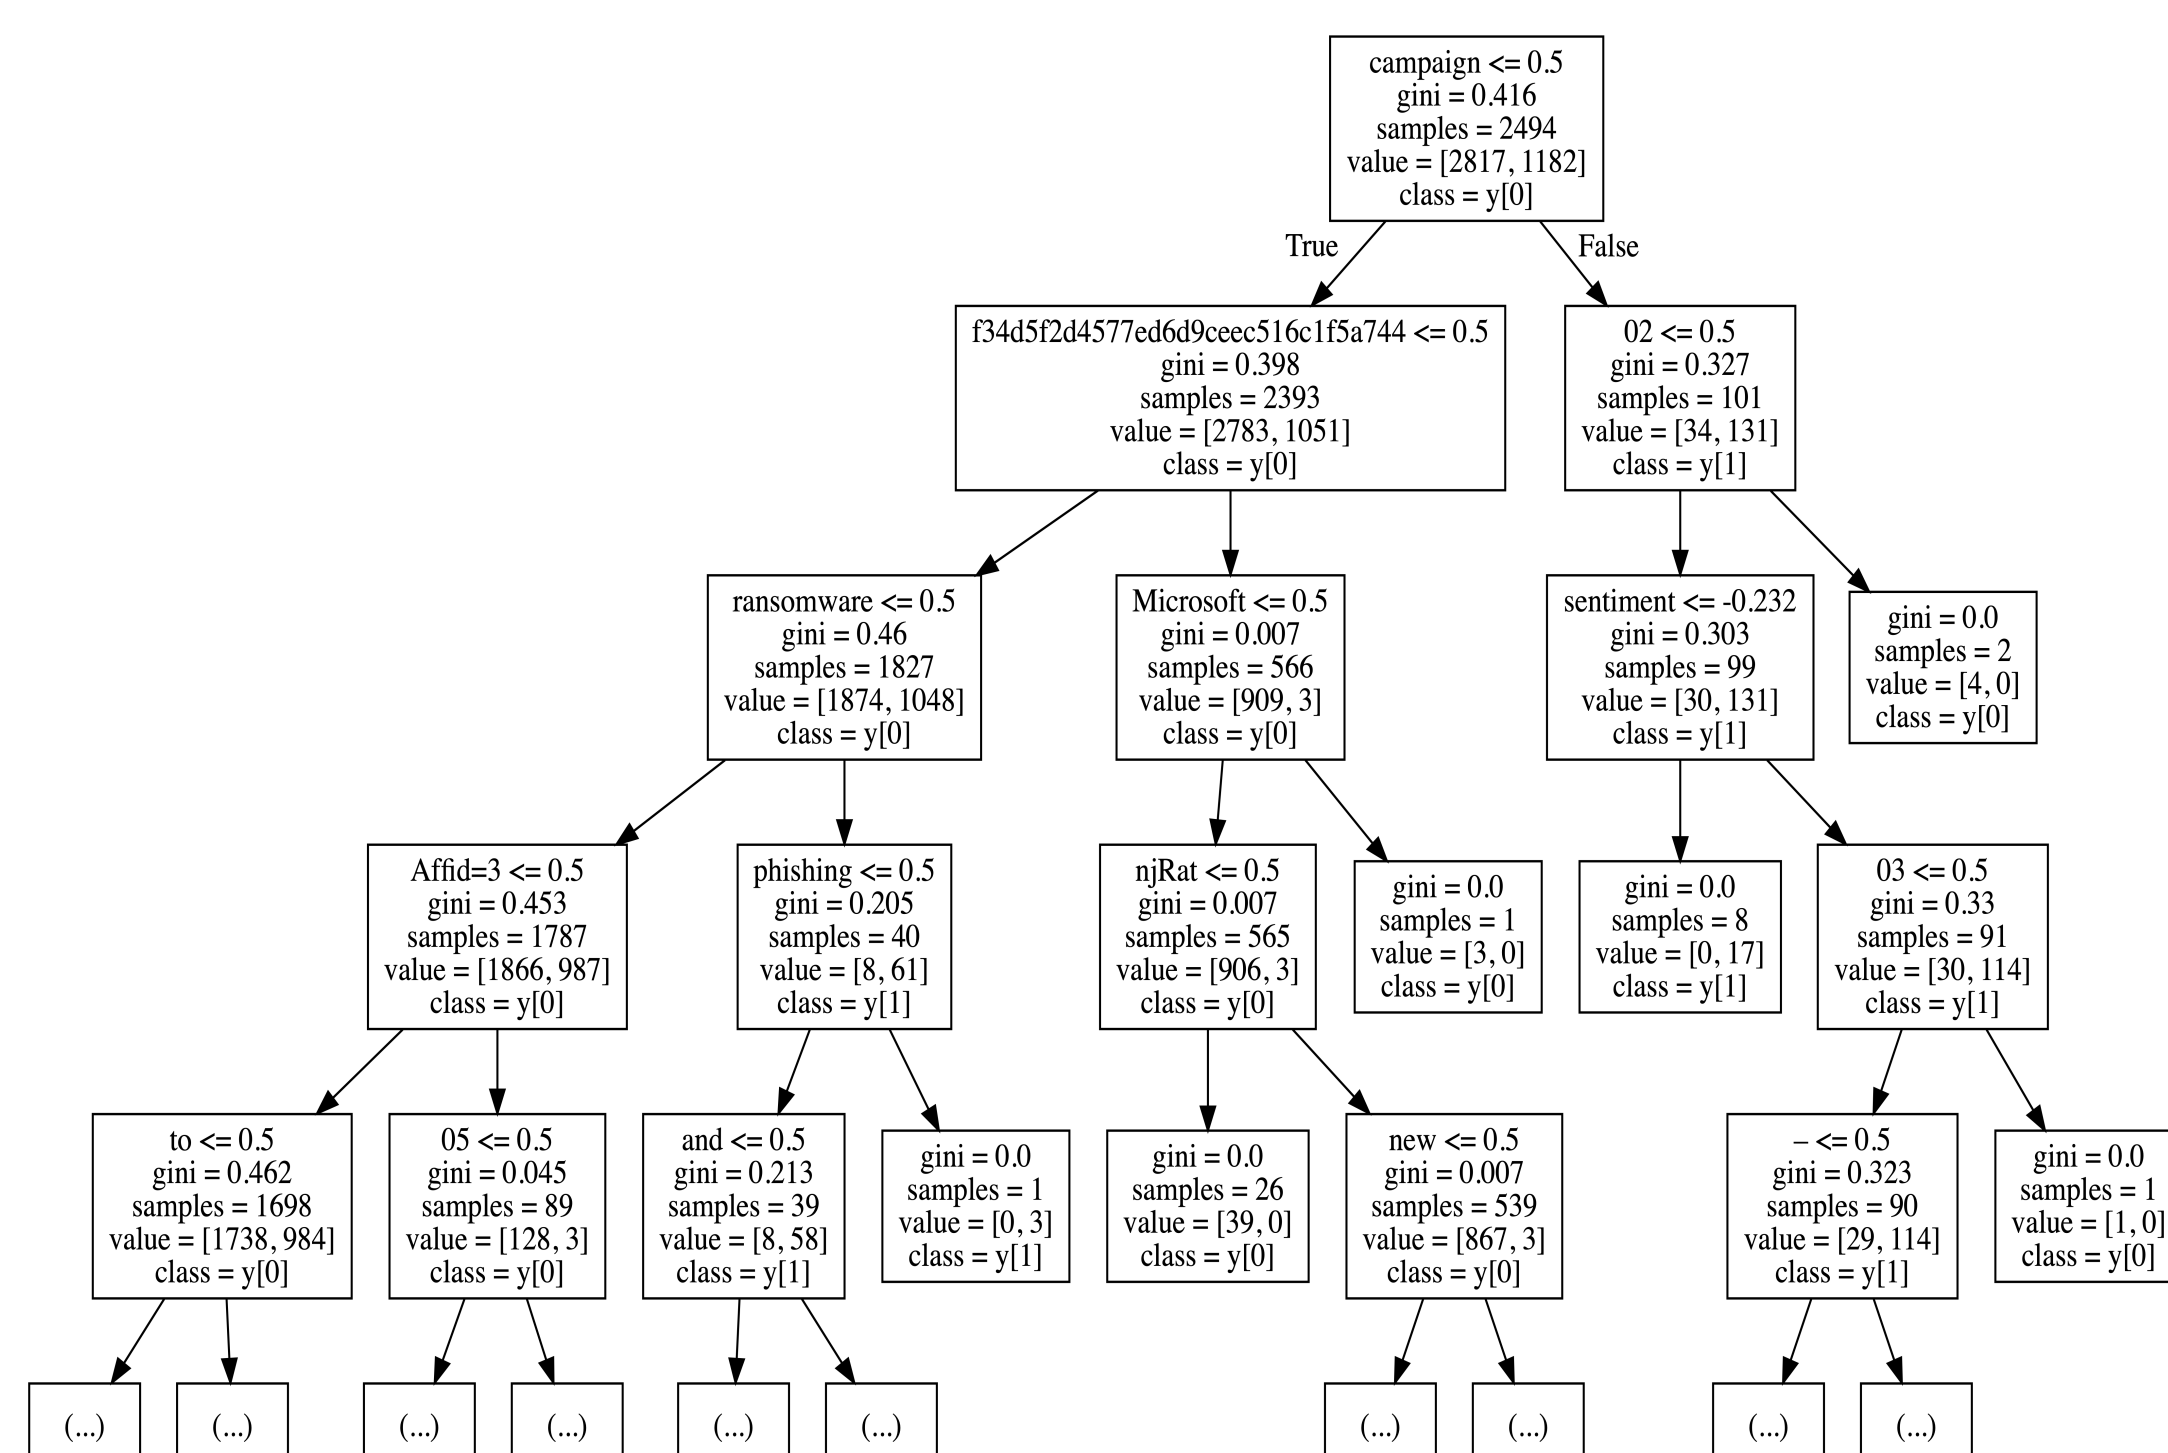 campaign <= 0.5
gini = 0.416
samples = 2494
value = [2817, 1182]
class = y[0]
True
False
f34d5f2d4577ed6d9ceec516c1f5a744 <= 0.5
gini = 0.398
samples = 2393
value = [2783, 1051]
class = y[0]
02 <= 0.5
gini = 0.327
samples = 101
value = [34, 131]
class = y[1]
ransomware <= 0.5
gini = 0.46
samples = 1827
value = [1874, 1048]
class = y[0]
Microsoft <= 0.5
gini = 0.007
samples = 566
value = [909, 3]
class = y[0]
sentiment <= -0.232
gini = 0.303
samples = 99
value = [30, 131]
class = y[1]
gini = 0.0
samples = 2
value = [4, 0]
class = y[0]
Affid=3 <= 0.5
gini = 0.453
samples = 1787
value = [1866, 987]
class = y[0]
phishing <= 0.5
gini = 0.205
samples = 40
value = [8, 61]
class = y[1]
njRat <= 0.5
gini = 0.007
samples = 565
value = [906, 3]
class = y[0]
gini = 0.0
samples = 1
value = [3, 0]
class = y[0]
gini = 0.0
samples = 8
value = [0, 17]
class = y[1]
03 <= 0.5
gini = 0.33
samples = 91
value = [30, 114]
class = y[1]
to <= 0.5
gini = 0.462
samples = 1698
value = [1738, 984]
class = y[0]
05 <= 0.5
gini = 0.045
samples = 89
value = [128, 3]
class = y[0]
and <= 0.5
gini = 0.213
samples = 39
value = [8, 58]
class = y[1]
gini = 0.0
samples = 1
value = [0, 3]
class = y[1]
gini = 0.0
samples = 26
value = [39, 0]
class = y[0]
new <= 0.5
gini = 0.007
samples = 539
value = [867, 3]
class = y[0]
– <= 0.5
gini = 0.323
samples = 90
value = [29, 114]
class = y[1]
gini = 0.0
samples = 1
value = [1, 0]
class = y[0]
(...)
(...)
(...)
(...)
(...)
(...)
(...)
(...)
(...)
(...)